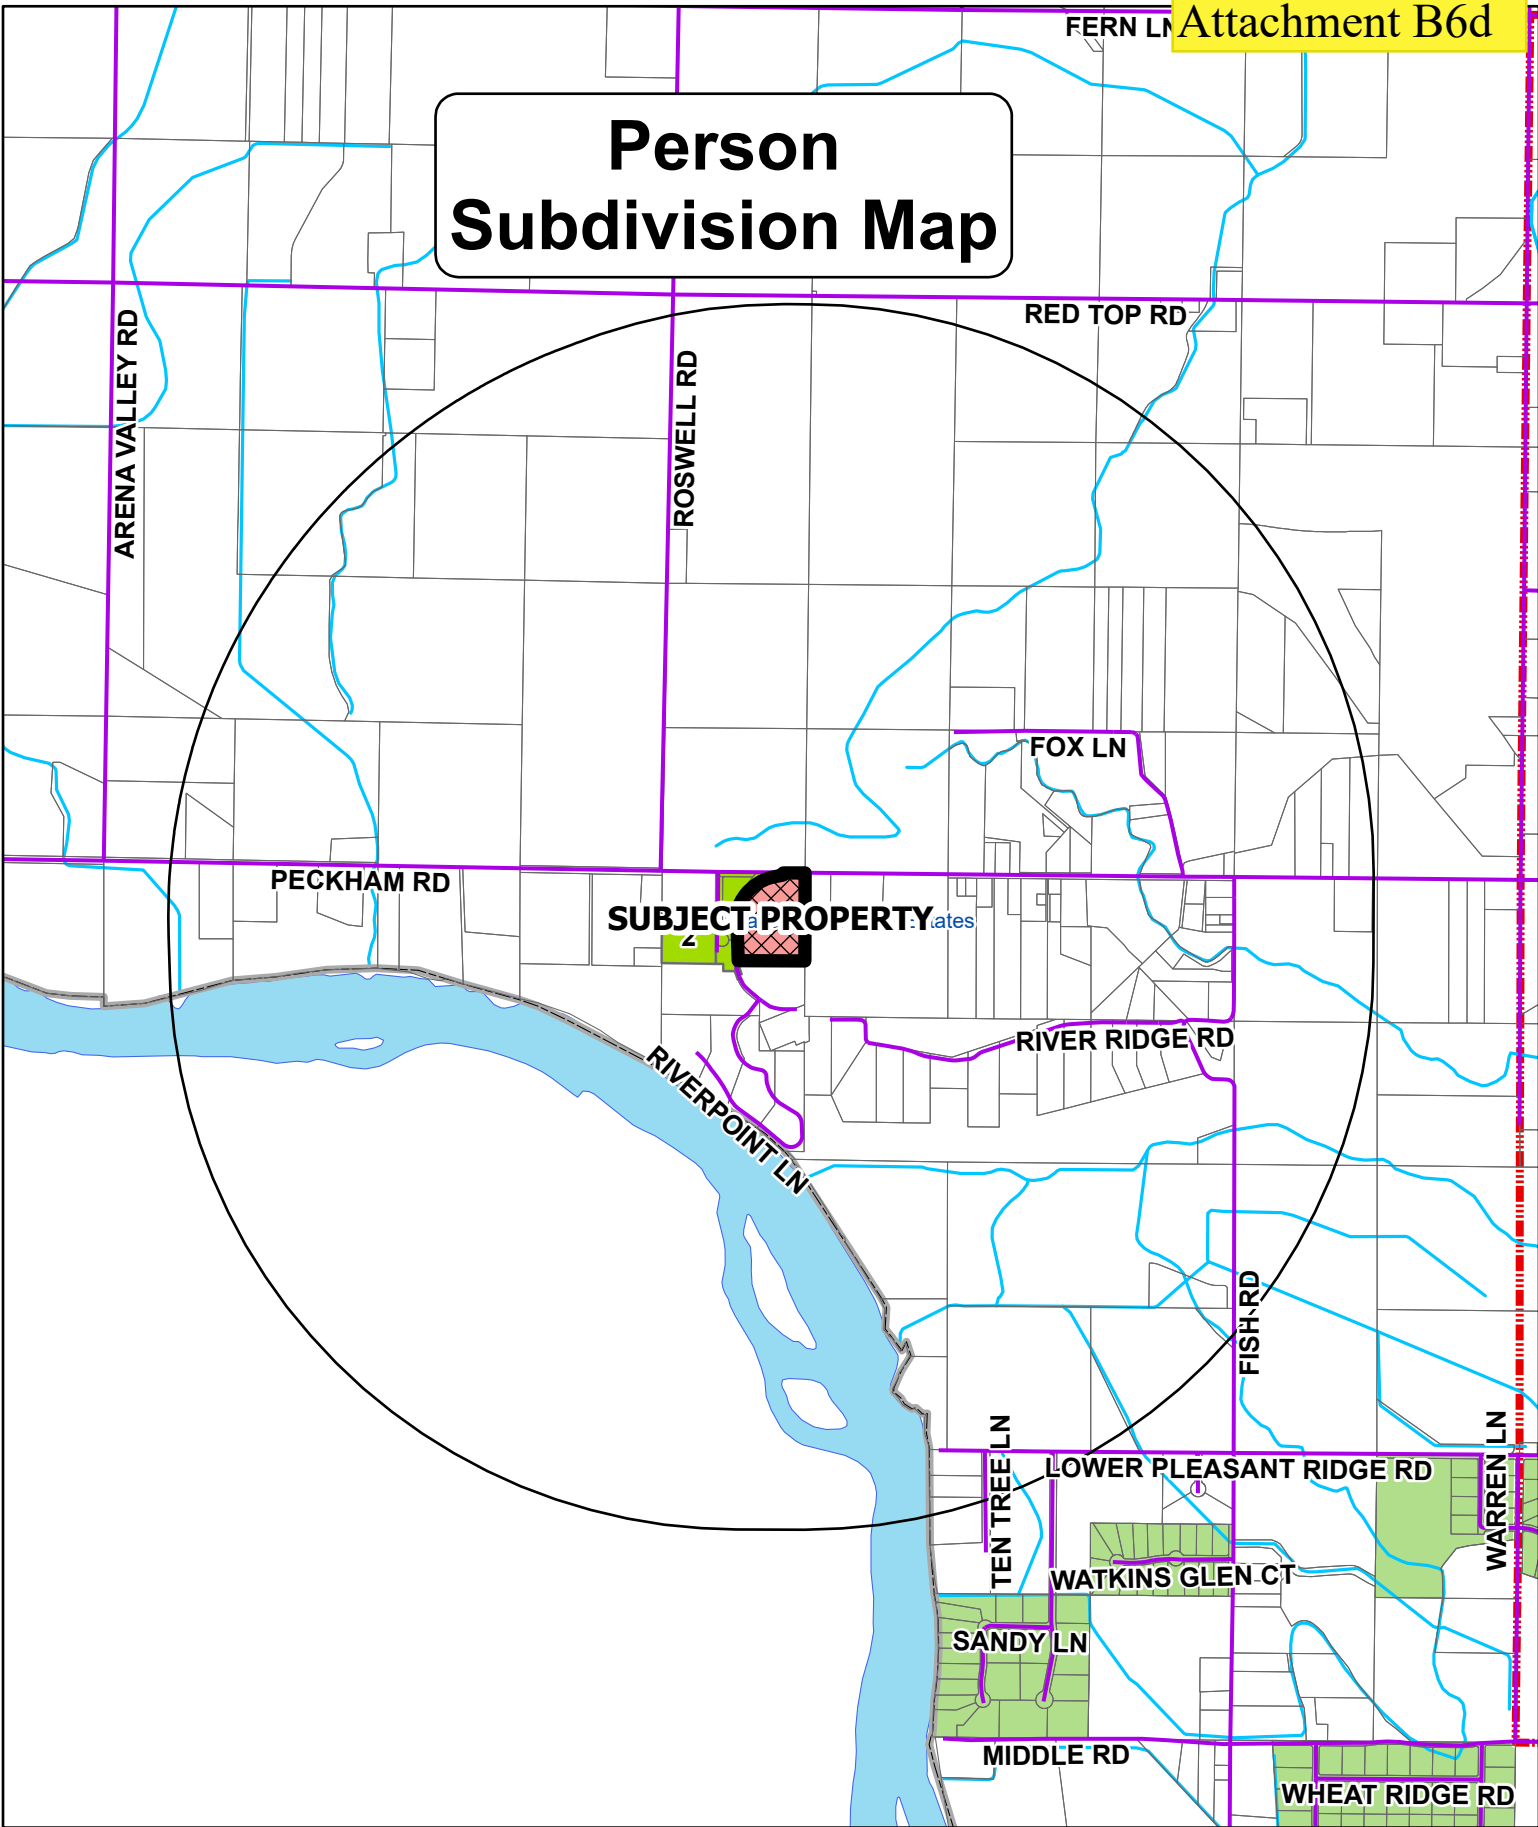 FERN LN
Attachment B6d
Person
Subdivision Map
RED TOP RD
ARENA VALLEY RD
ROSWELL RD
FOX LN
PECKHAM RD
SUBJECT PROPERTY
2
RIVER RIDGE RD
RIVERPOINT LN
FISH RD
TEN TREE LN
LOWER PLEASANT RIDGE RD
WARREN LN
WATKINS GLEN CT
SANDY LN
MIDDLE RD
WHEAT RIDGE RD